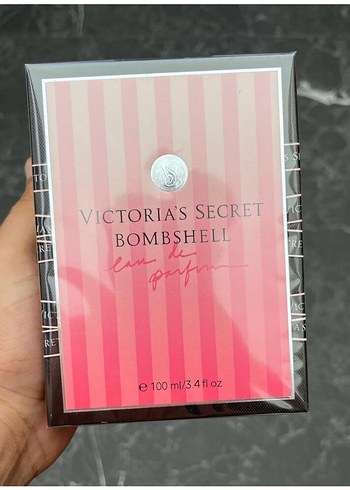 VS
VICTORIA'S SECRET
BOMBSHELL
eau de
parfum
e 100 ml/3.4 fl oz